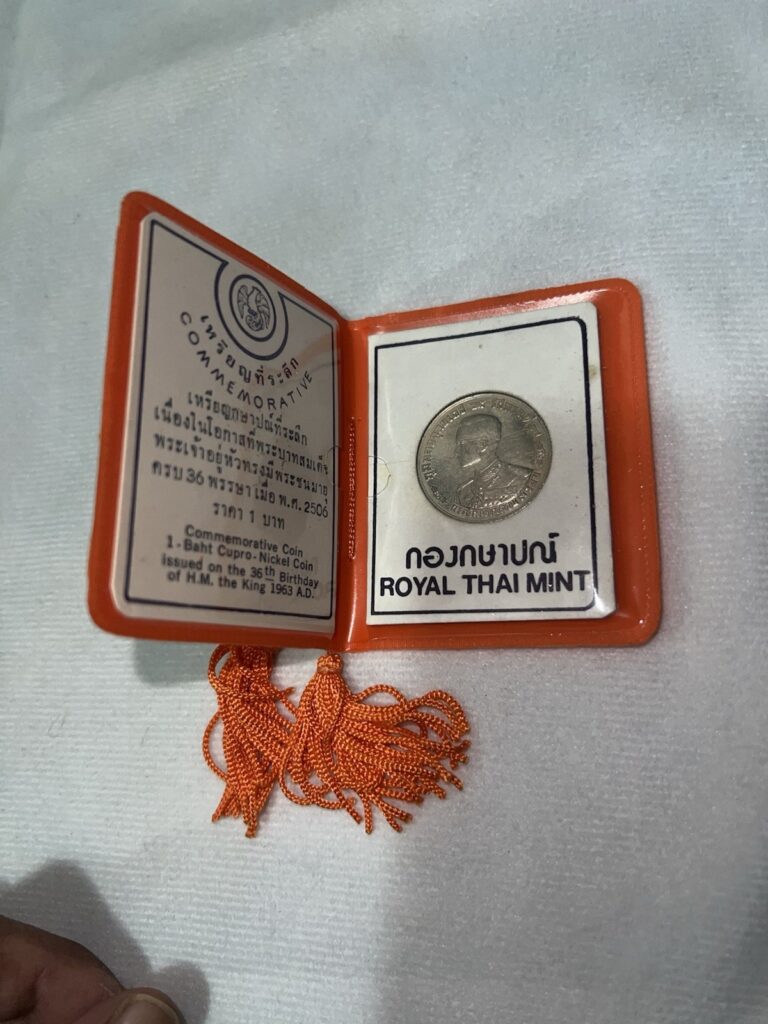 เหรียญที่ระลึก
COMMEMORATIVE
เหรียญกษาปณ์ที่ระลึก
เนื่องในโอกาสที่พระบาทสมเด็จ
พระเจ้าอยู่หัวทรงมีพระชนมายุ
ครบ 36 พรรษา เมื่อ พ.ศ. 2506
ราคา 1 บาท
Commemorative Coin
1-Baht Cupro-Nickel Coin
issued on the 36th Birthday
of H.M. the King 1963 A.D.
กองกษาปณ์
ROYAL THAI MINT